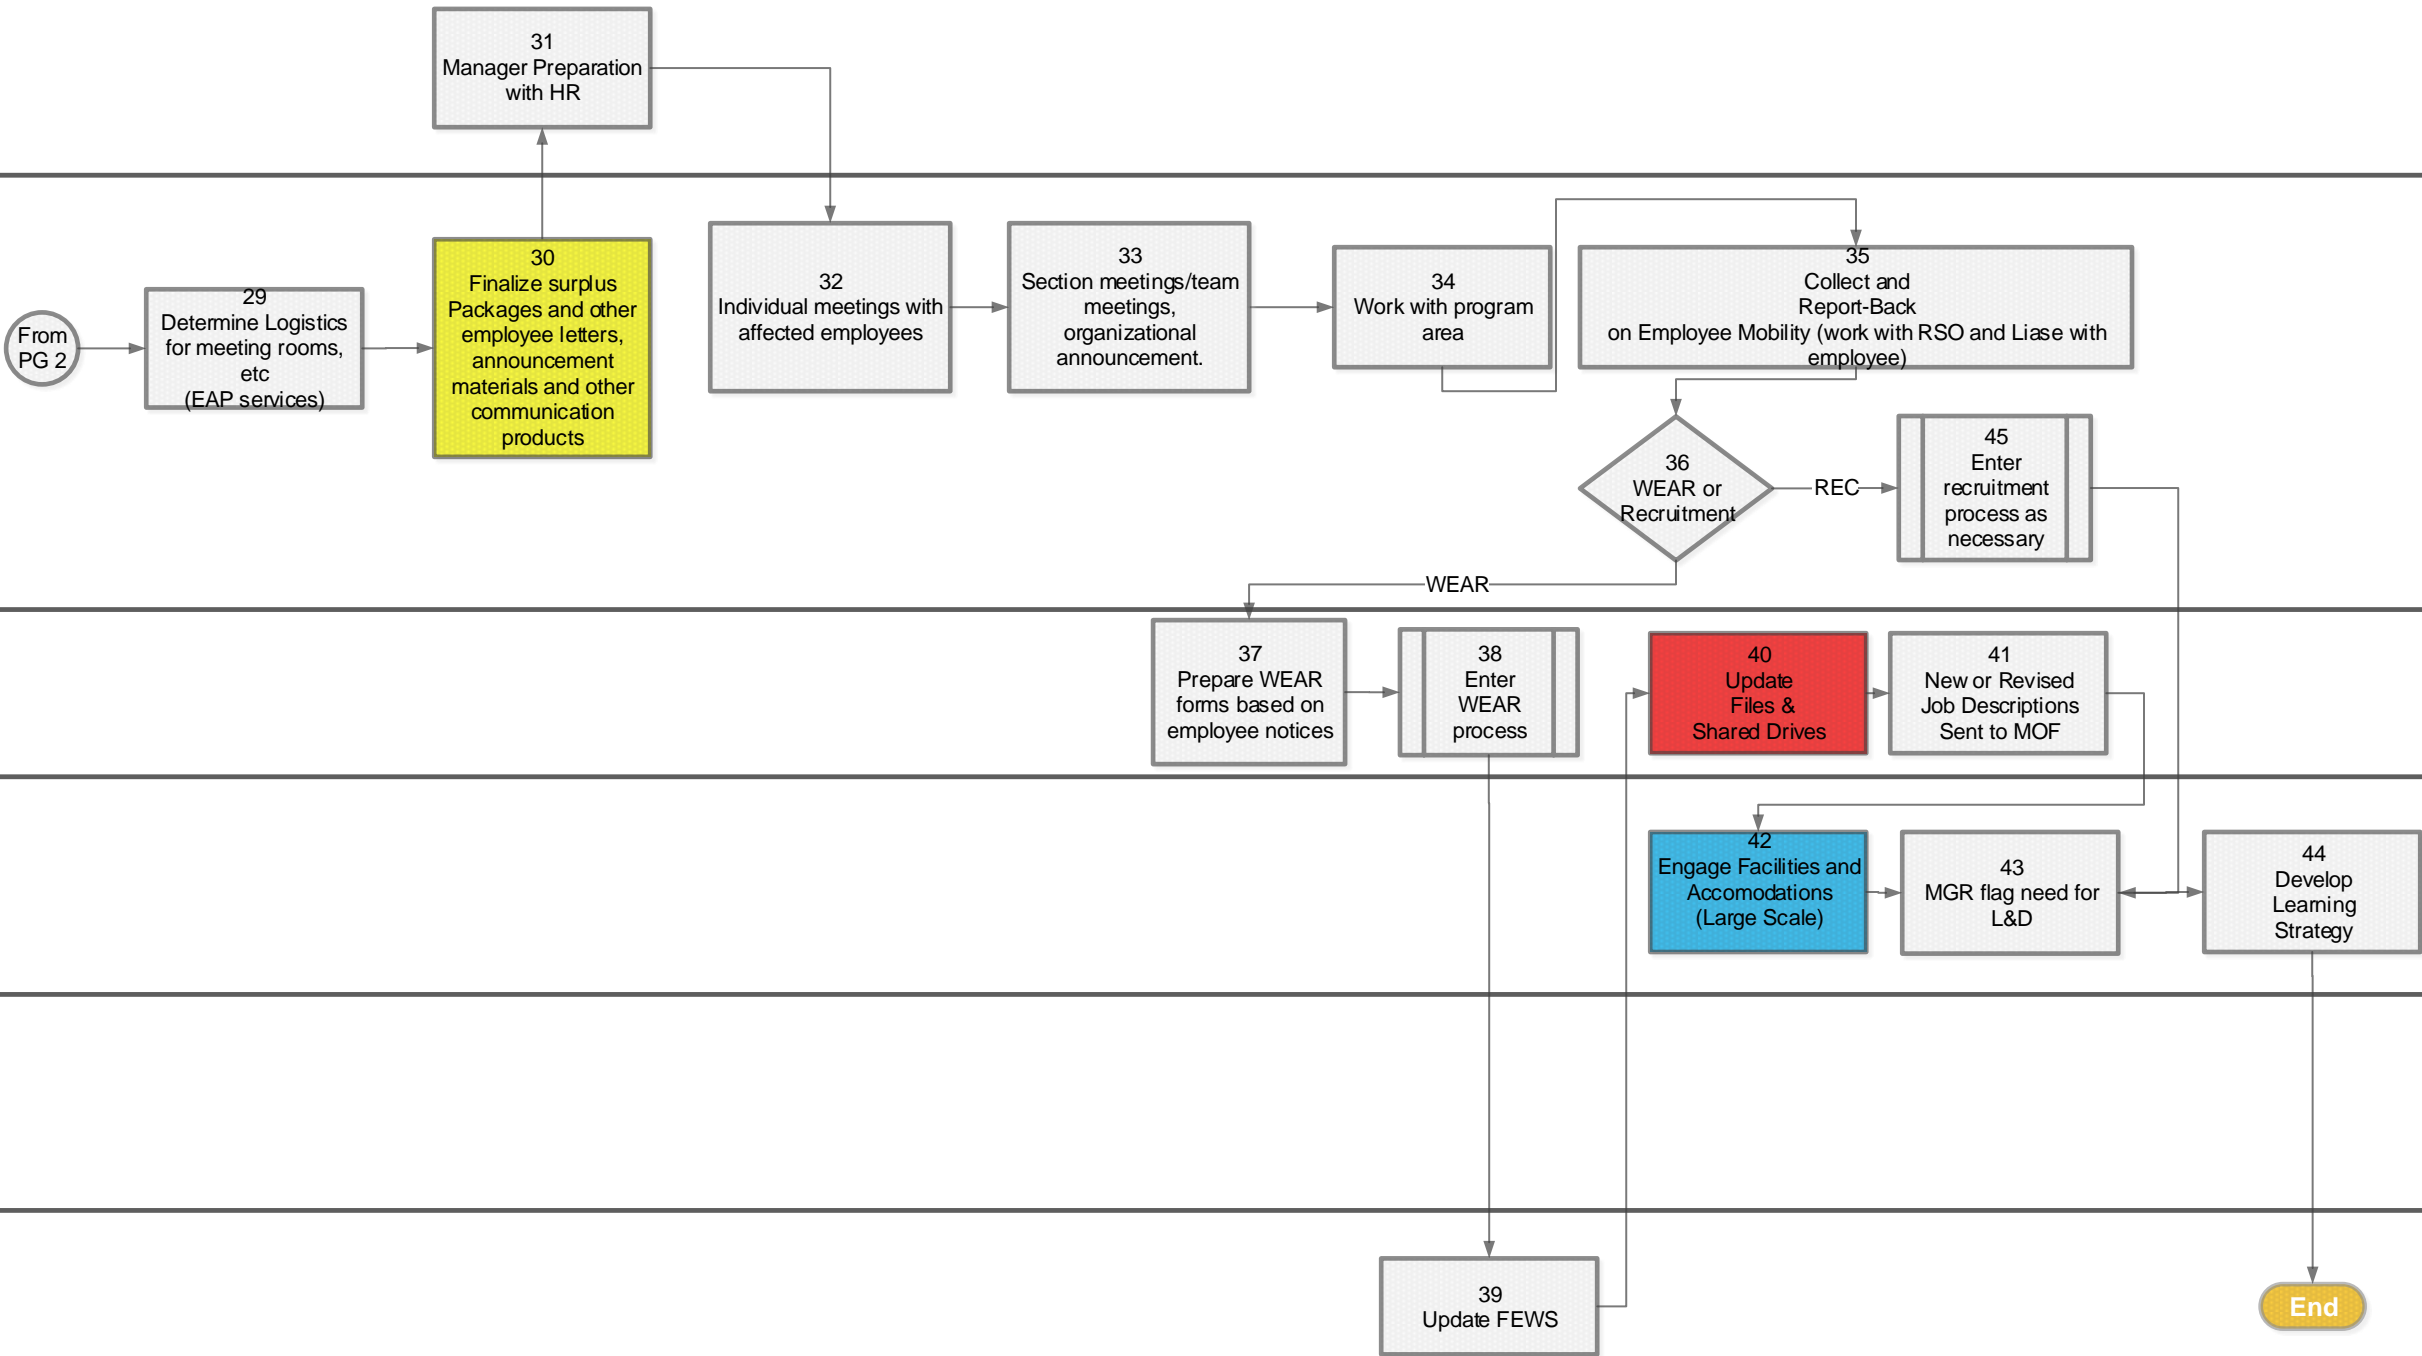 31
Manager Preparation
with HR
From
PG 2
29
Determine Logistics
for meeting rooms,
etc
(EAP services)
30
Finalize surplus
Packages and other
employee letters,
announcement
materials and other
communication
products
32
Individual meetings with
affected employees
33
Section meetings/team
meetings,
organizational
announcement.
34
Work with program
area
35
Collect and
Report-Back
on Employee Mobility (work with RSO and Liase with
employee)
36
WEAR or
Recruitment
REC
45
Enter
recruitment
process as
necessary
WEAR
37
Prepare WEAR
forms based on
employee notices
38
Enter
WEAR
process
40
Update
Files &
Shared Drives
41
New or Revised
Job Descriptions
Sent to MOF
42
Engage Facilities and
Accomodations
(Large Scale)
43
MGR flag need for
L&D
44
Develop
Learning
Strategy
39
Update FEWS
End